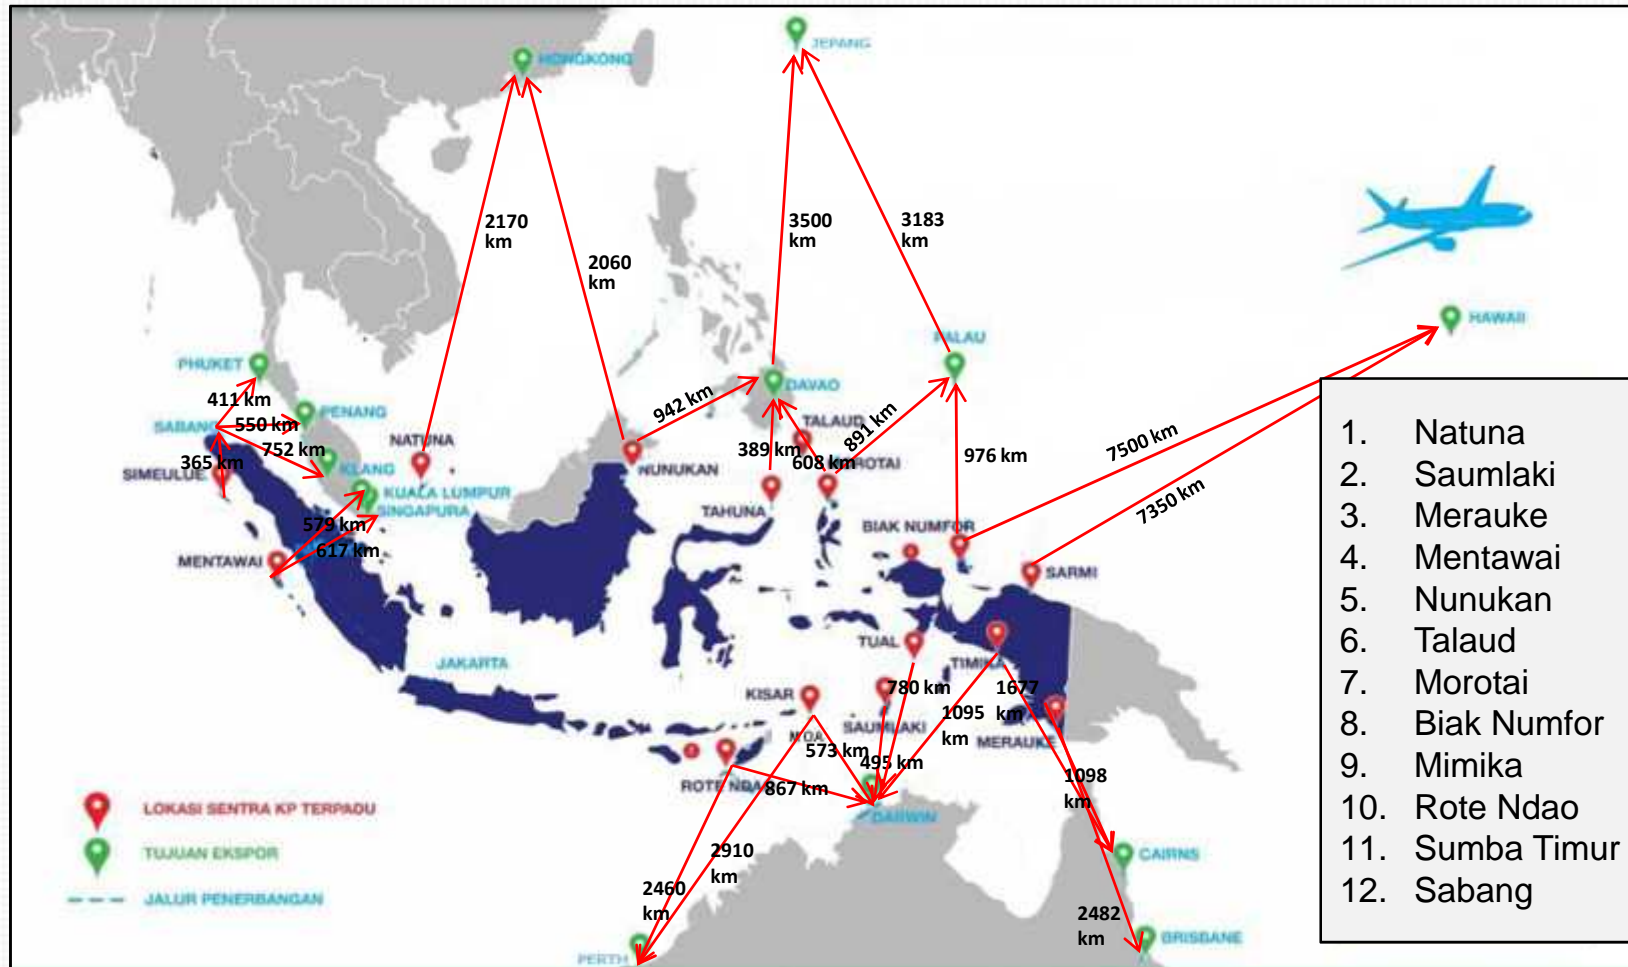 JEPANG
HONGKONG
2170
km
2060
km
3500
km
3183
km
HAWAII
PHUKET
411 km
PENANG
SABANG
550 km
752 km
365 km
SIMEULUE
KLANG
KUALA LUMPUR
SINGAPURA
579 km
617 km
MENTAWAI
NATUNA
NUNUKAN
942 km
DAVAO
TALAUD
389 km
608 km
MOROTAI
891 km
TAHUNA
PALAU
976 km
7500 km
7350 km
BIAK NUMFOR
SARMI
TUAL
TIMIKA
780 km
1677
km
1095
km
KISAR
SAUMLAKI
MERAUKE
MOA
573 km
495 km
ROTE NDAO
867 km
DARWIN
1098
km
CAIRNS
2910
km
2460
km
2482
km
PERTH
BRISBANE
JAKARTA
LOKASI SENTRA KP TERPADU
TUJUAN EKSPOR
JALUR PENERBANGAN
1. Natuna
2. Saumlaki
3. Merauke
4. Mentawai
5. Nunukan
6. Talaud
7. Morotai
8. Biak Numfor
9. Mimika
10. Rote Ndao
11. Sumba Timur
12. Sabang